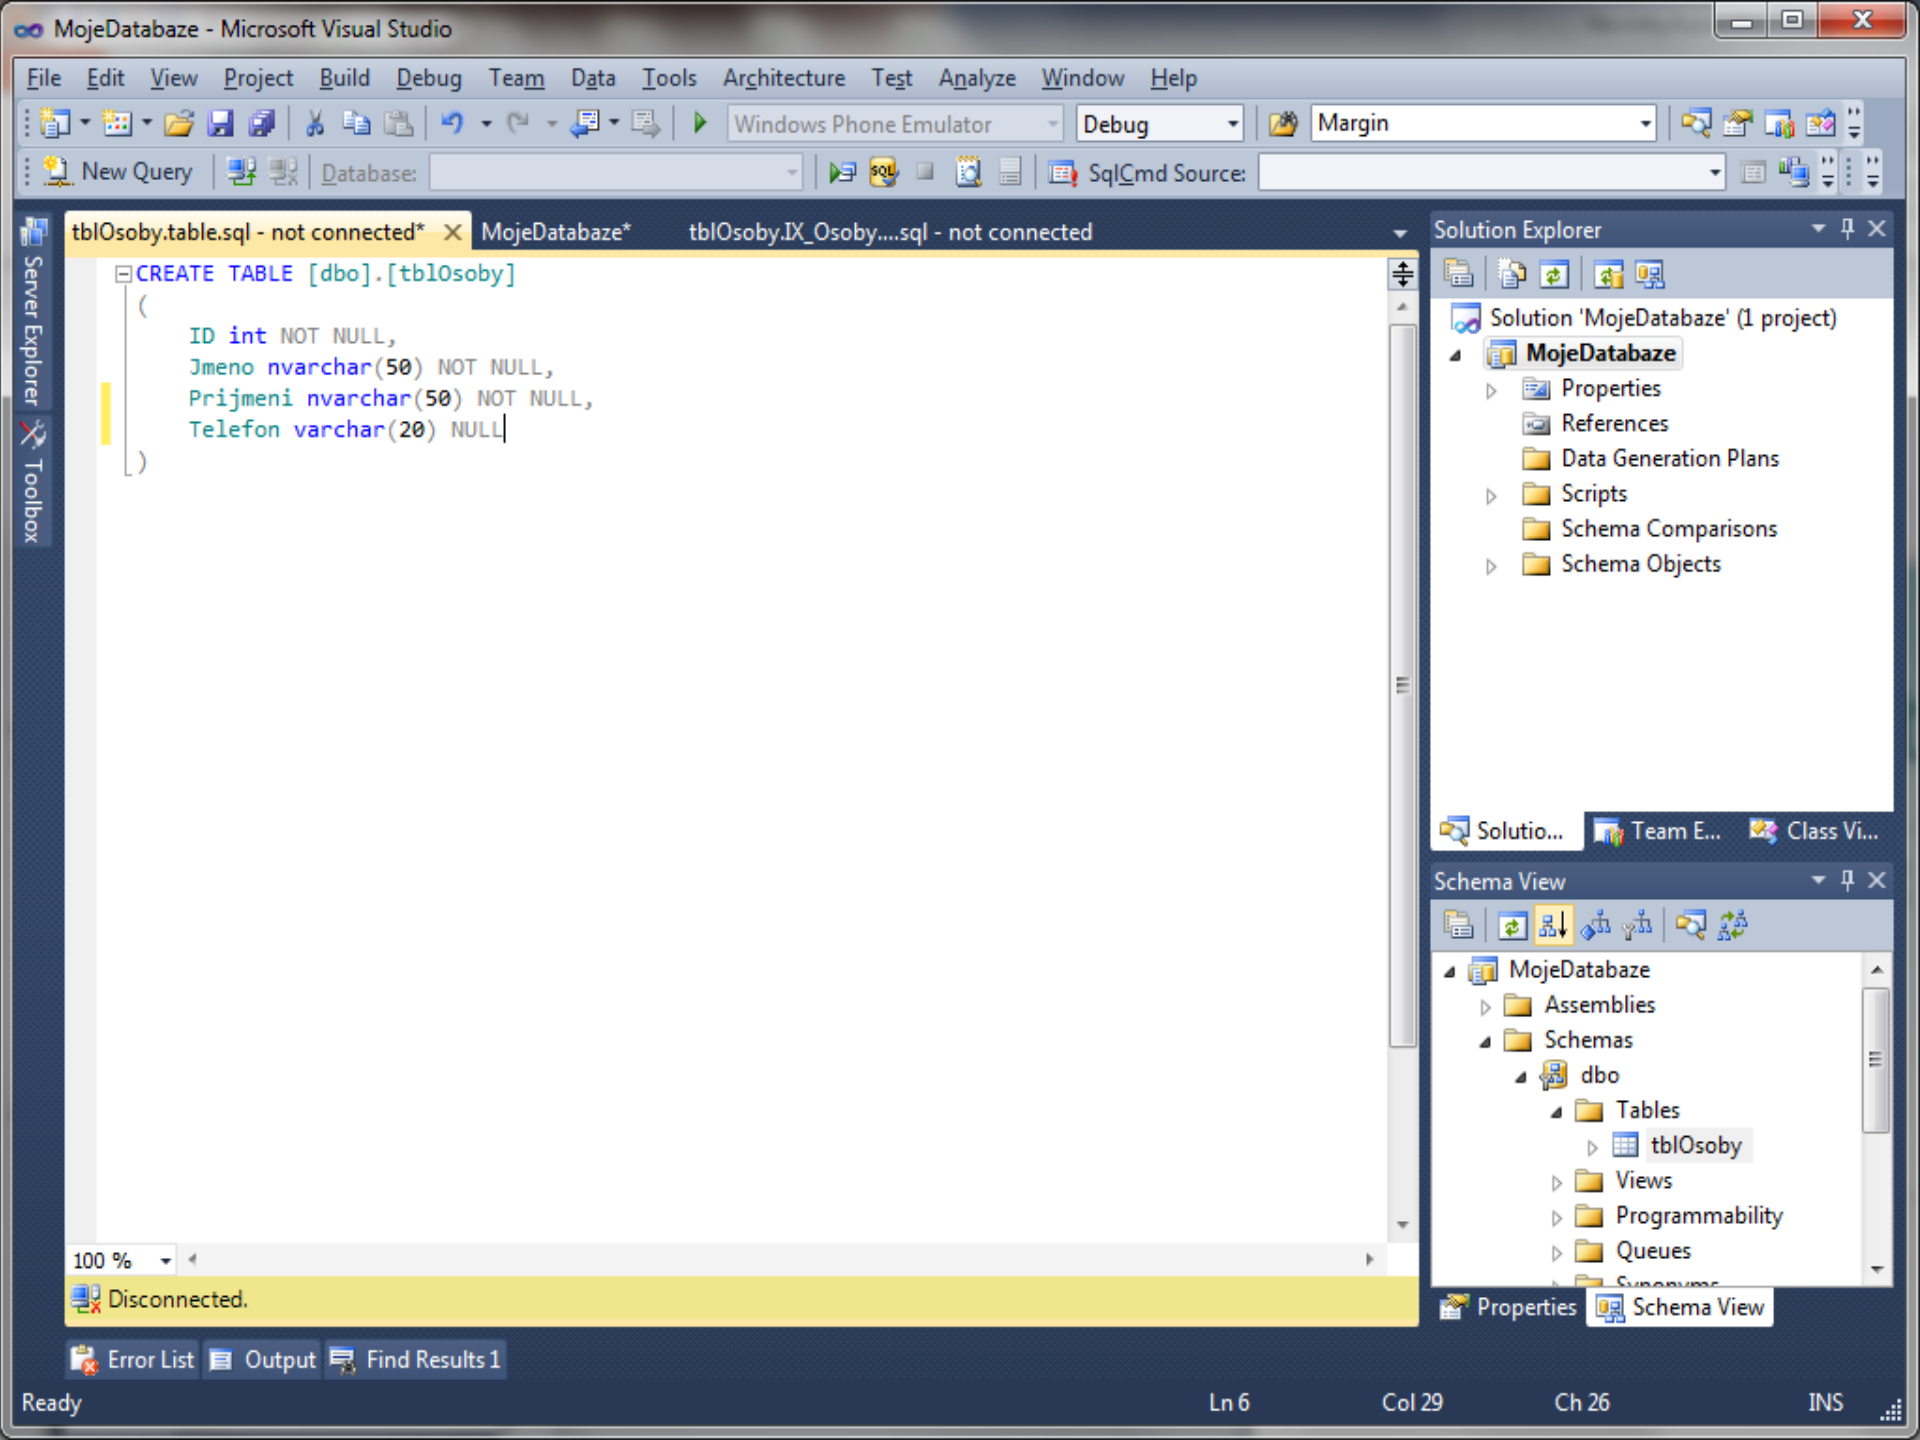 MojeDatabaze - Microsoft Visual Studio
File Edit View Project Build Debug Team Data Tools Architecture Test Analyze Window Help
Windows Phone Emulator Debug Margin
New Query Database: SqlCmd Source:
Server Explorer
Toolbox
tblOsoby.table.sql - not connected* MojeDatabaze* tblOsoby.IX_Osoby....sql - not connected
CREATE TABLE [dbo].[tblOsoby]
(
ID int NOT NULL,
Jmeno nvarchar(50) NOT NULL,
Prijmeni nvarchar(50) NOT NULL,
Telefon varchar(20) NULL
)
100 %
Disconnected.
Solution Explorer
Solution 'MojeDatabaze' (1 project)
MojeDatabaze
Properties
References
Data Generation Plans
Scripts
Schema Comparisons
Schema Objects
Solutio... Team E... Class Vi...
Schema View
MojeDatabaze
Assemblies
Schemas
dbo
Tables
tblOsoby
Views
Programmability
Queues
Synonyms
Properties Schema View
Error List Output Find Results 1
Ready Ln 6 Col 29 Ch 26 INS